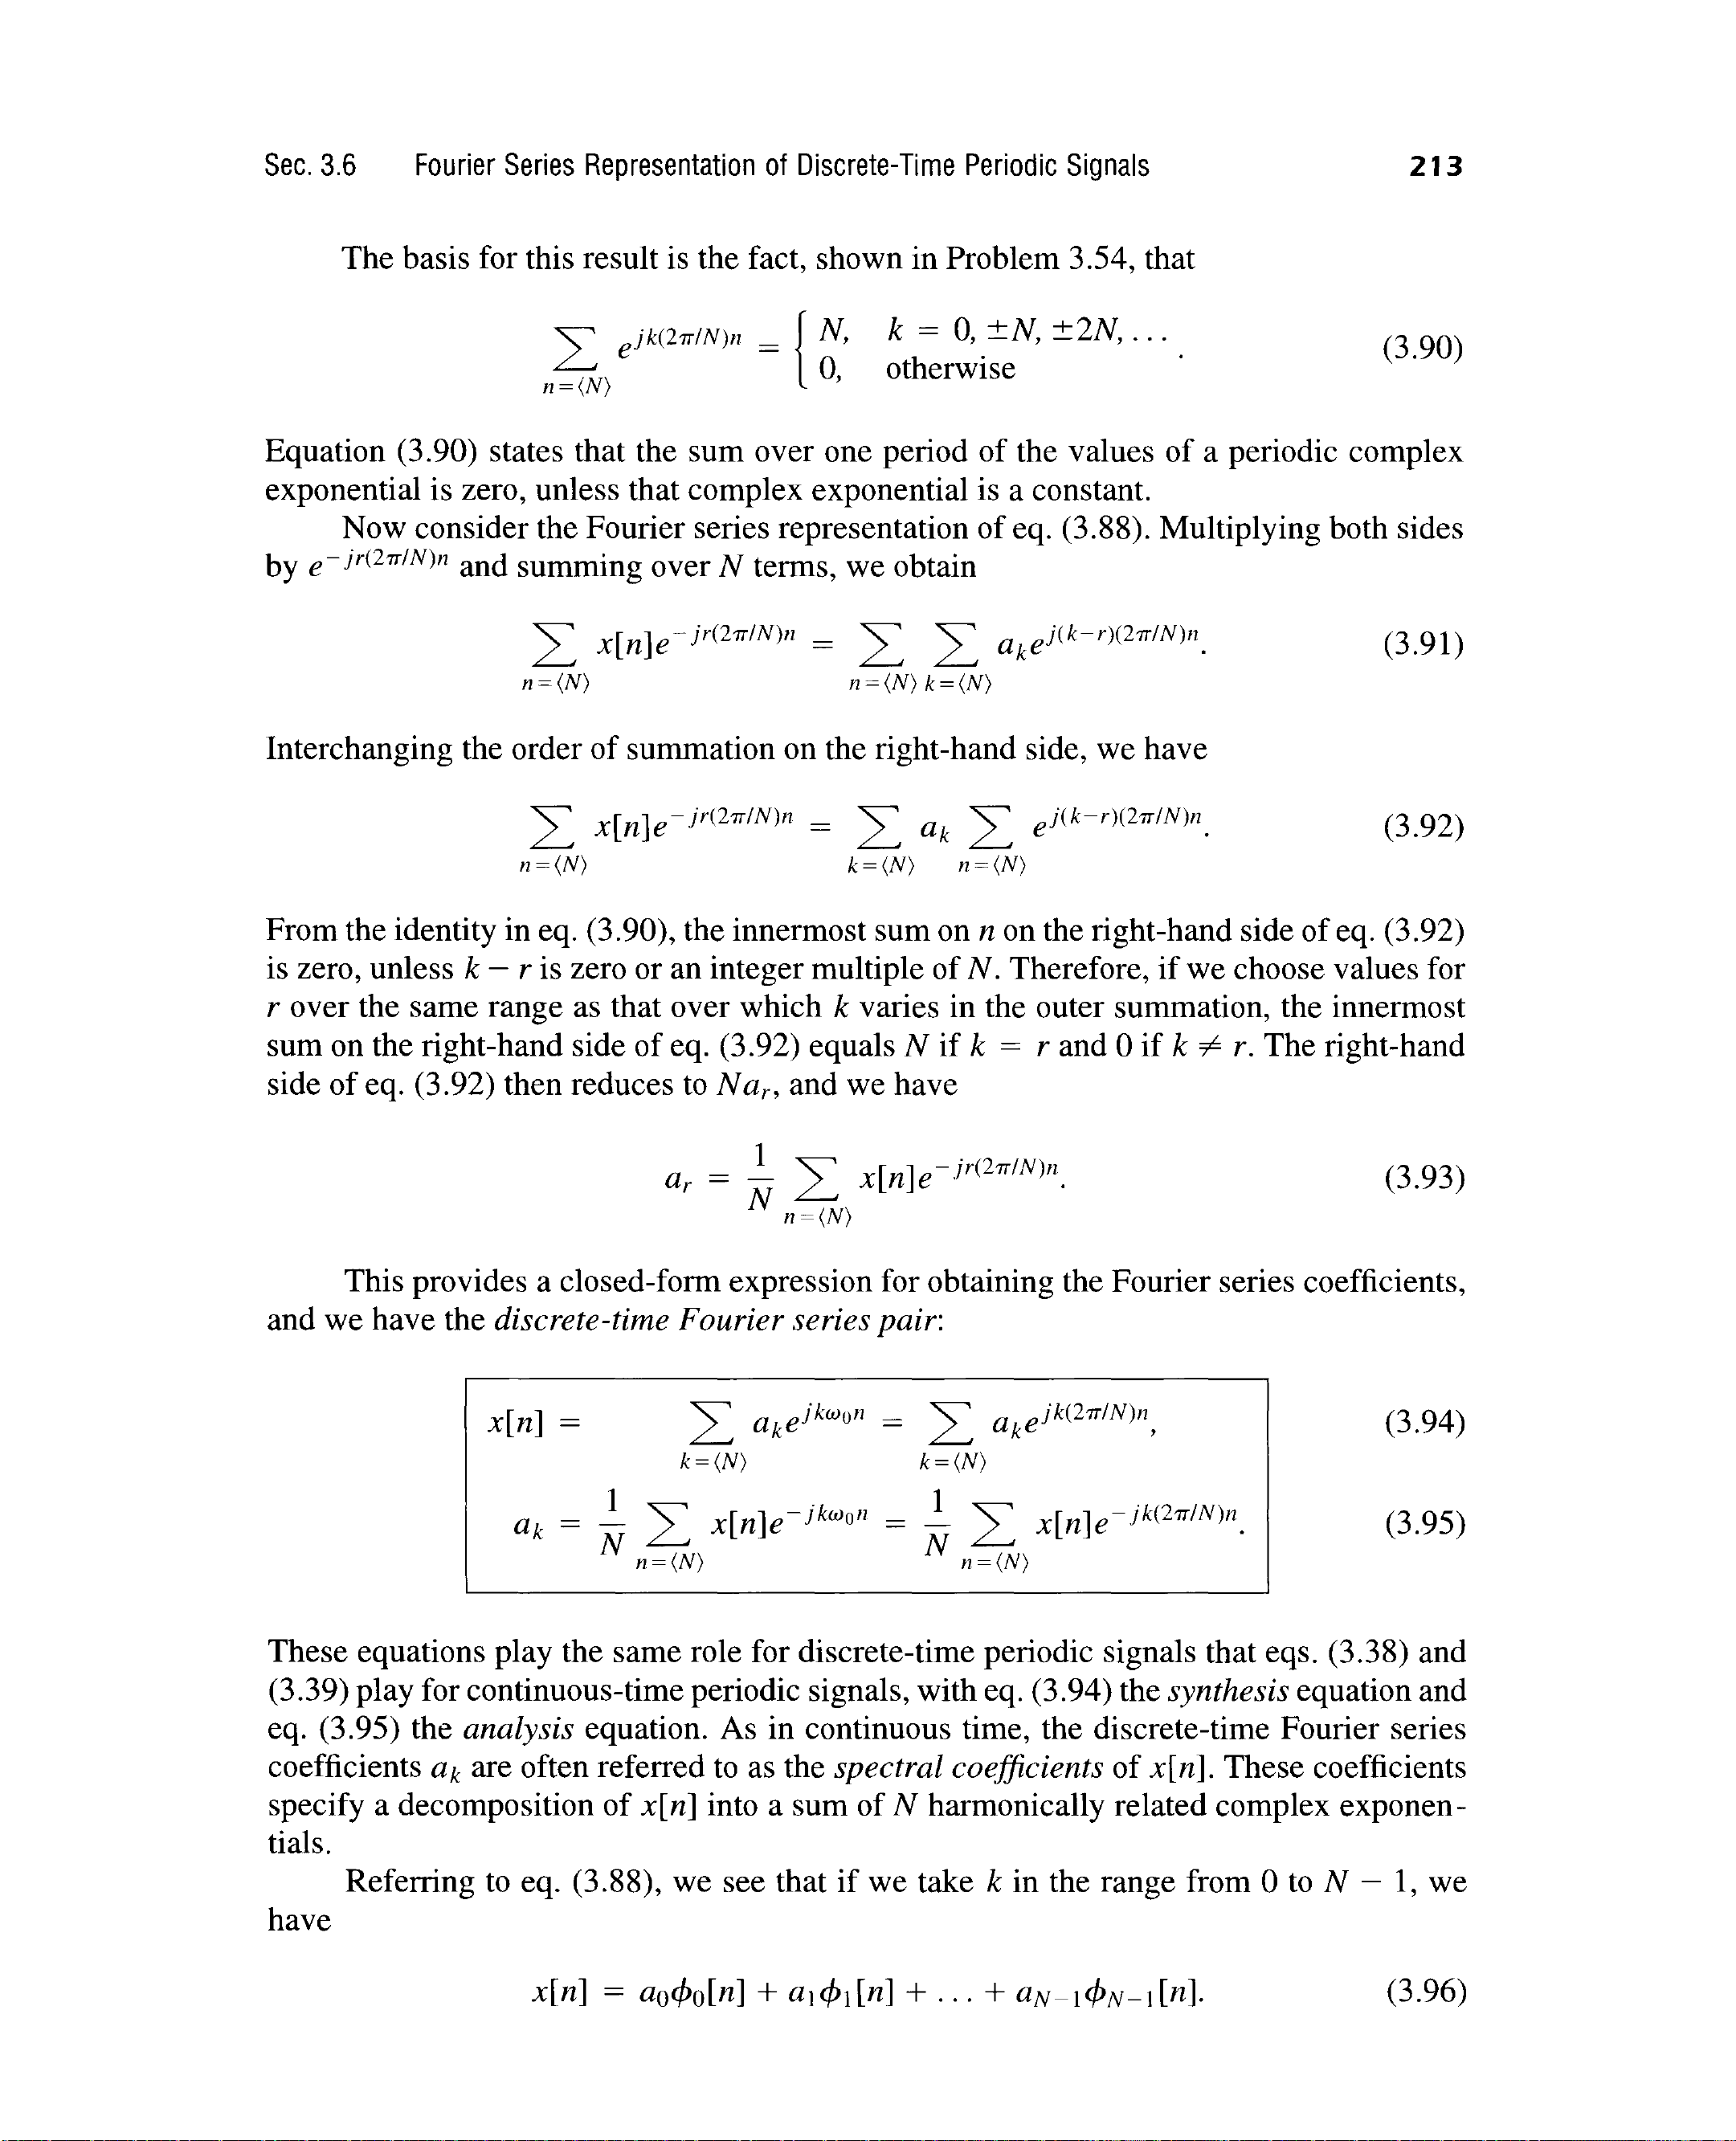 Sec. 3.6 Fourier Series Representation of Discrete-Time Periodic Signals 213
The basis for this result is the fact, shown in Problem 3.54, that
$$\sum_{n=\langle N\rangle} e^{jk(2\pi/N)n} = \begin{cases} N, & k = 0, \pm N, \pm 2N, \ldots \\ 0, & \text{otherwise} \end{cases}.$$ (3.90)
Equation (3.90) states that the sum over one period of the values of a periodic complex
exponential is zero, unless that complex exponential is a constant.
Now consider the Fourier series representation of eq. (3.88). Multiplying both sides
by $e^{-jr(2\pi/N)n}$ and summing over N terms, we obtain
$$\sum_{n=\langle N\rangle} x[n]e^{-jr(2\pi/N)n} = \sum_{n=\langle N\rangle} \sum_{k=\langle N\rangle} a_k e^{j(k-r)(2\pi/N)n}.$$ (3.91)
Interchanging the order of summation on the right-hand side, we have
$$\sum_{n=\langle N\rangle} x[n]e^{-jr(2\pi/N)n} = \sum_{k=\langle N\rangle} a_k \sum_{n=\langle N\rangle} e^{j(k-r)(2\pi/N)n}.$$ (3.92)
From the identity in eq. (3.90), the innermost sum on n on the right-hand side of eq. (3.92)
is zero, unless k − r is zero or an integer multiple of N. Therefore, if we choose values for
r over the same range as that over which k varies in the outer summation, the innermost
sum on the right-hand side of eq. (3.92) equals N if k = r and 0 if k ≠ r. The right-hand
side of eq. (3.92) then reduces to $Na_r$, and we have
$$a_r = \frac{1}{N} \sum_{n=\langle N\rangle} x[n]e^{-jr(2\pi/N)n}.$$ (3.93)
This provides a closed-form expression for obtaining the Fourier series coefficients,
and we have the discrete-time Fourier series pair:
$$x[n] = \sum_{k=\langle N\rangle} a_k e^{jk\omega_0 n} = \sum_{k=\langle N\rangle} a_k e^{jk(2\pi/N)n},$$ (3.94)
$$a_k = \frac{1}{N} \sum_{n=\langle N\rangle} x[n]e^{-jk\omega_0 n} = \frac{1}{N} \sum_{n=\langle N\rangle} x[n]e^{-jk(2\pi/N)n}.$$ (3.95)
These equations play the same role for discrete-time periodic signals that eqs. (3.38) and
(3.39) play for continuous-time periodic signals, with eq. (3.94) the synthesis equation and
eq. (3.95) the analysis equation. As in continuous time, the discrete-time Fourier series
coefficients $a_k$ are often referred to as the spectral coefficients of x[n]. These coefficients
specify a decomposition of x[n] into a sum of N harmonically related complex exponen-
tials.
Referring to eq. (3.88), we see that if we take k in the range from 0 to N − 1, we
have
$$x[n] = a_0\phi_0[n] + a_1\phi_1[n] + \ldots + a_{N-1}\phi_{N-1}[n].$$ (3.96)